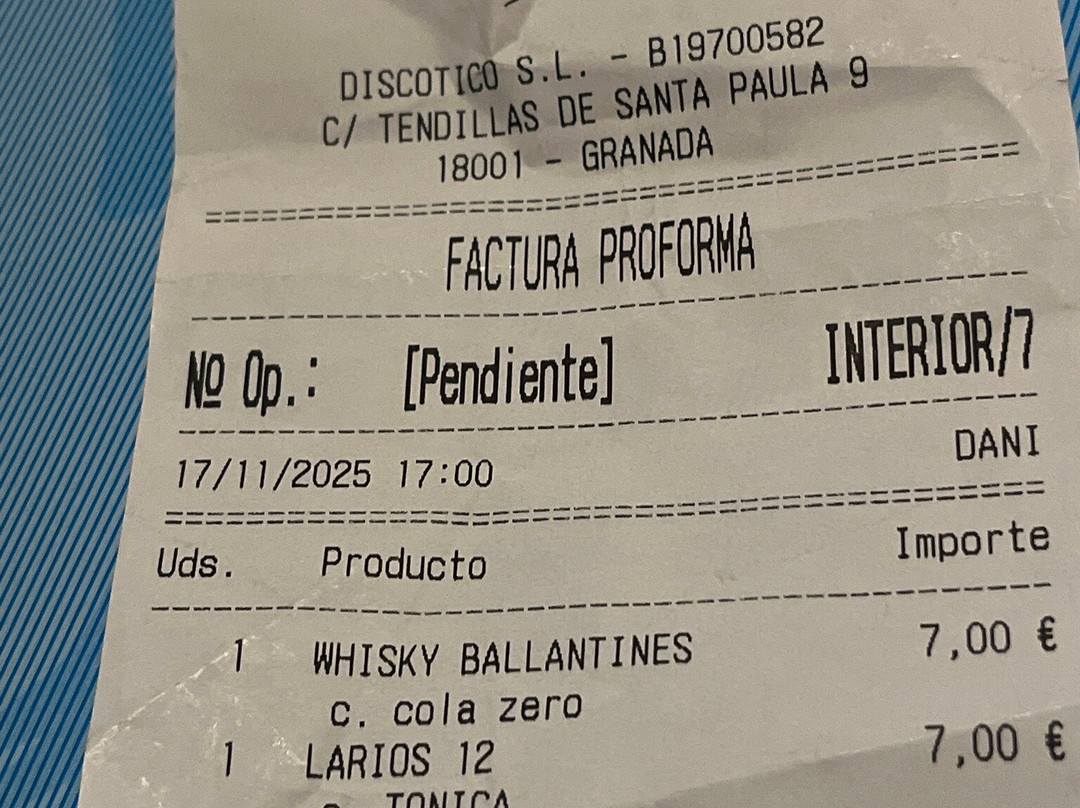 DISCOTICO S.L. - B19700582
C/ TENDILLAS DE SANTA PAULA 9
18001 - GRANADA
FACTURA PROFORMA
Nº Op.: [Pendiente] INTERIOR/7
17/11/2025 17:00 DANI
Uds. Producto Importe
1 WHISKY BALLANTINES 7,00 €
c. cola zero
1 LARIOS 12 7,00 €
TONICA